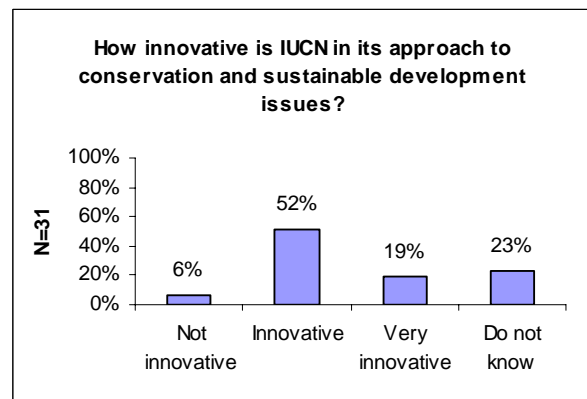 How innovative is IUCN in its approach to
conservation and sustainable development
issues?
N=31
100%
80%
60%
40%
20%
0%
6%
52%
19%
23%
Not
innovative
Innovative
Very
innovative
Do not
know